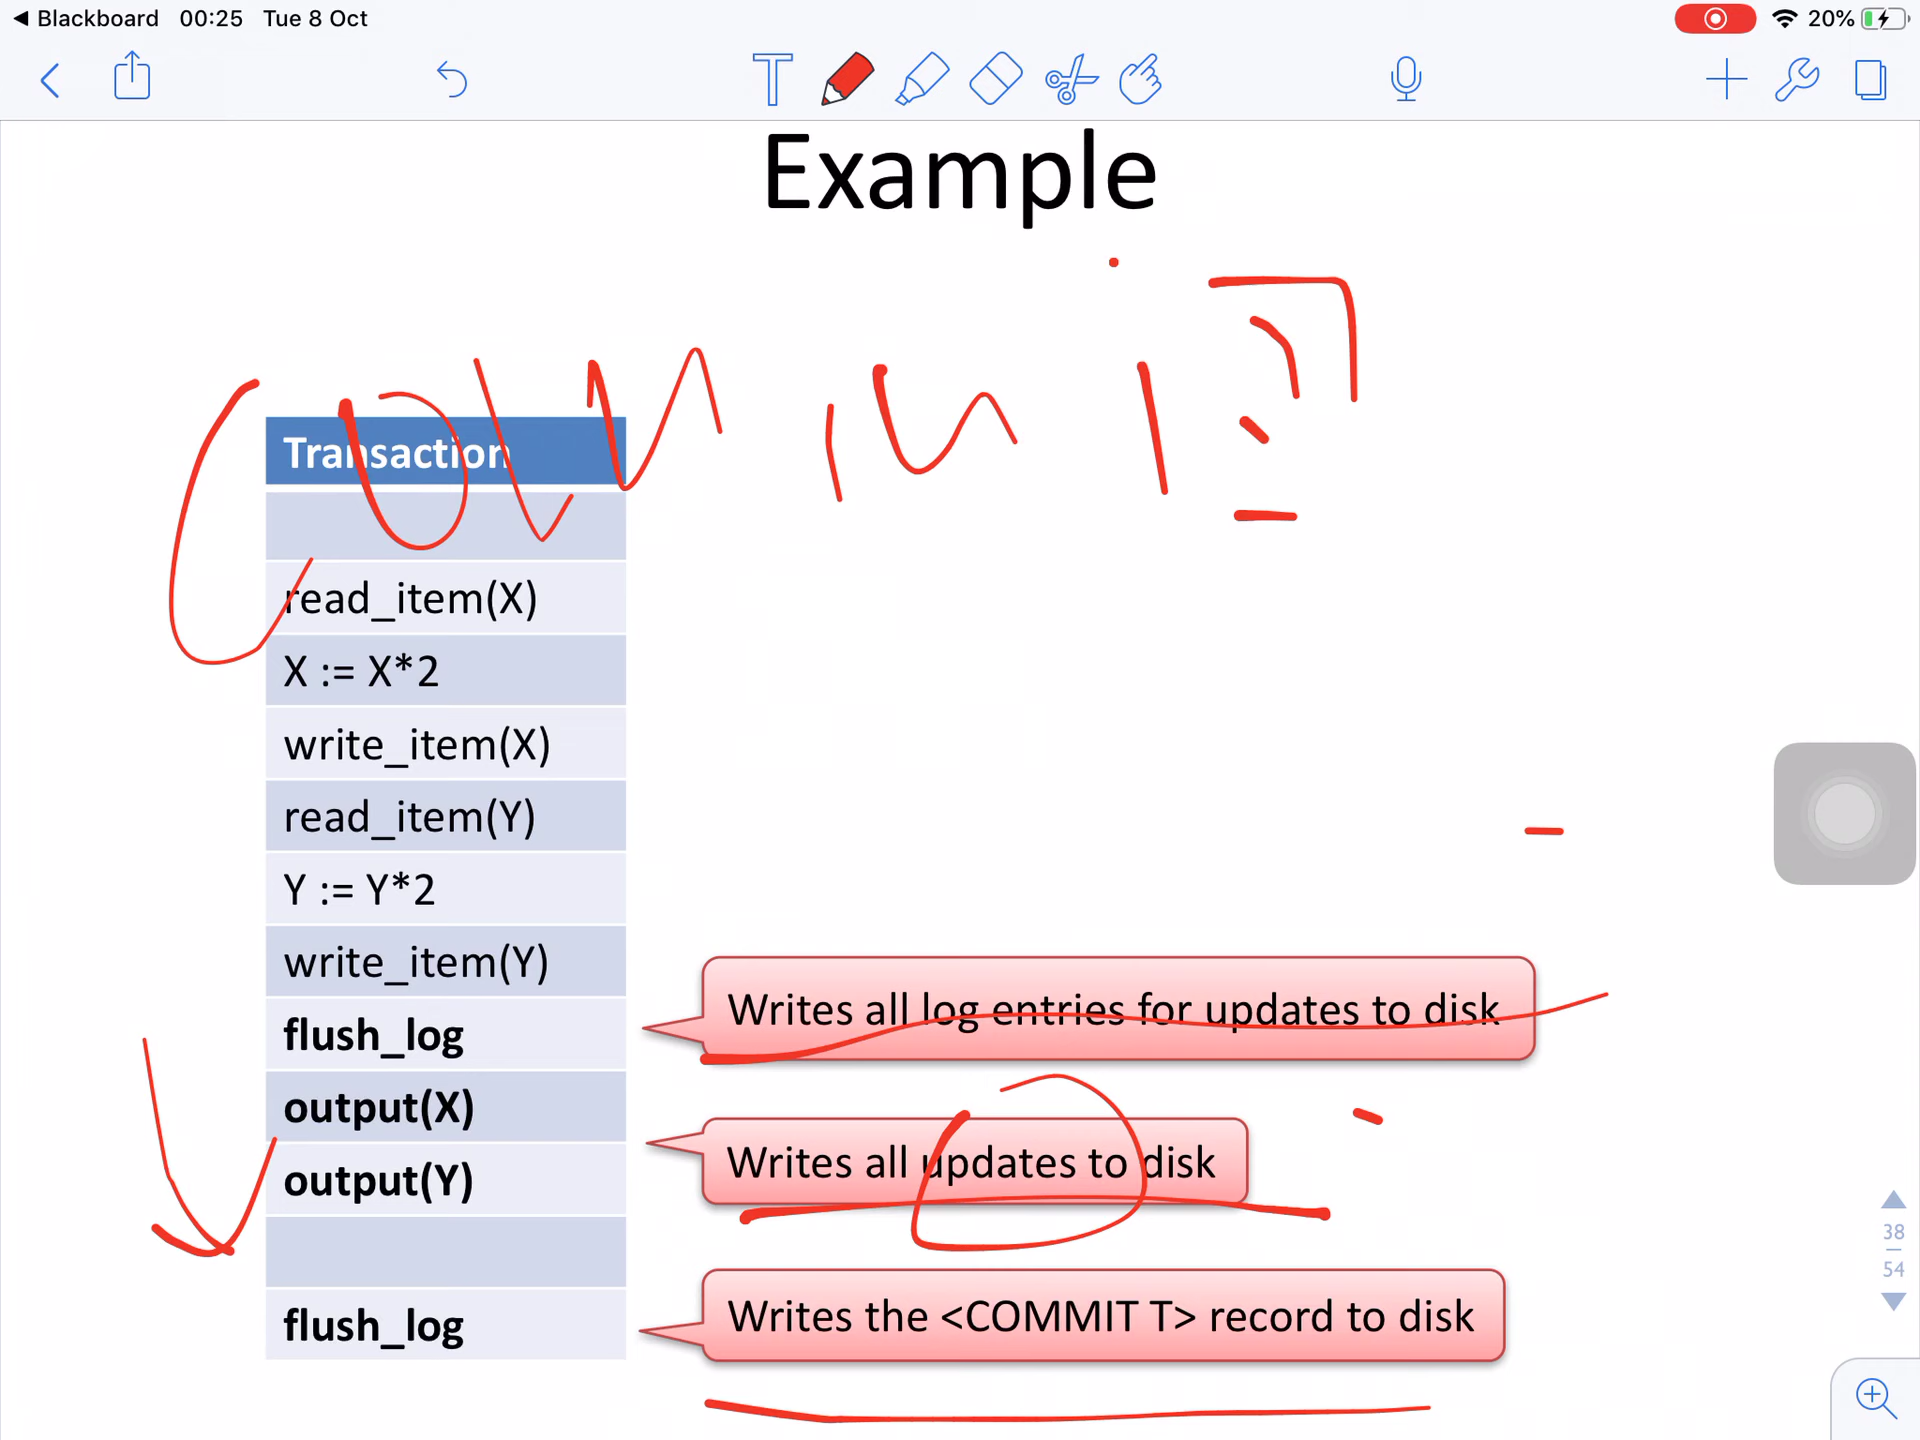 Blackboard 00:25 Tue 8 Oct 20%
T
Example
Transaction
read_item(X)
X := X*2
write_item(X)
read_item(Y)
Y := Y*2
write_item(Y)
flush_log
Writes all log entries for updates to disk
output(X)
Writes all updates to disk
output(Y)
flush_log
Writes the <COMMIT T> record to disk
38
54